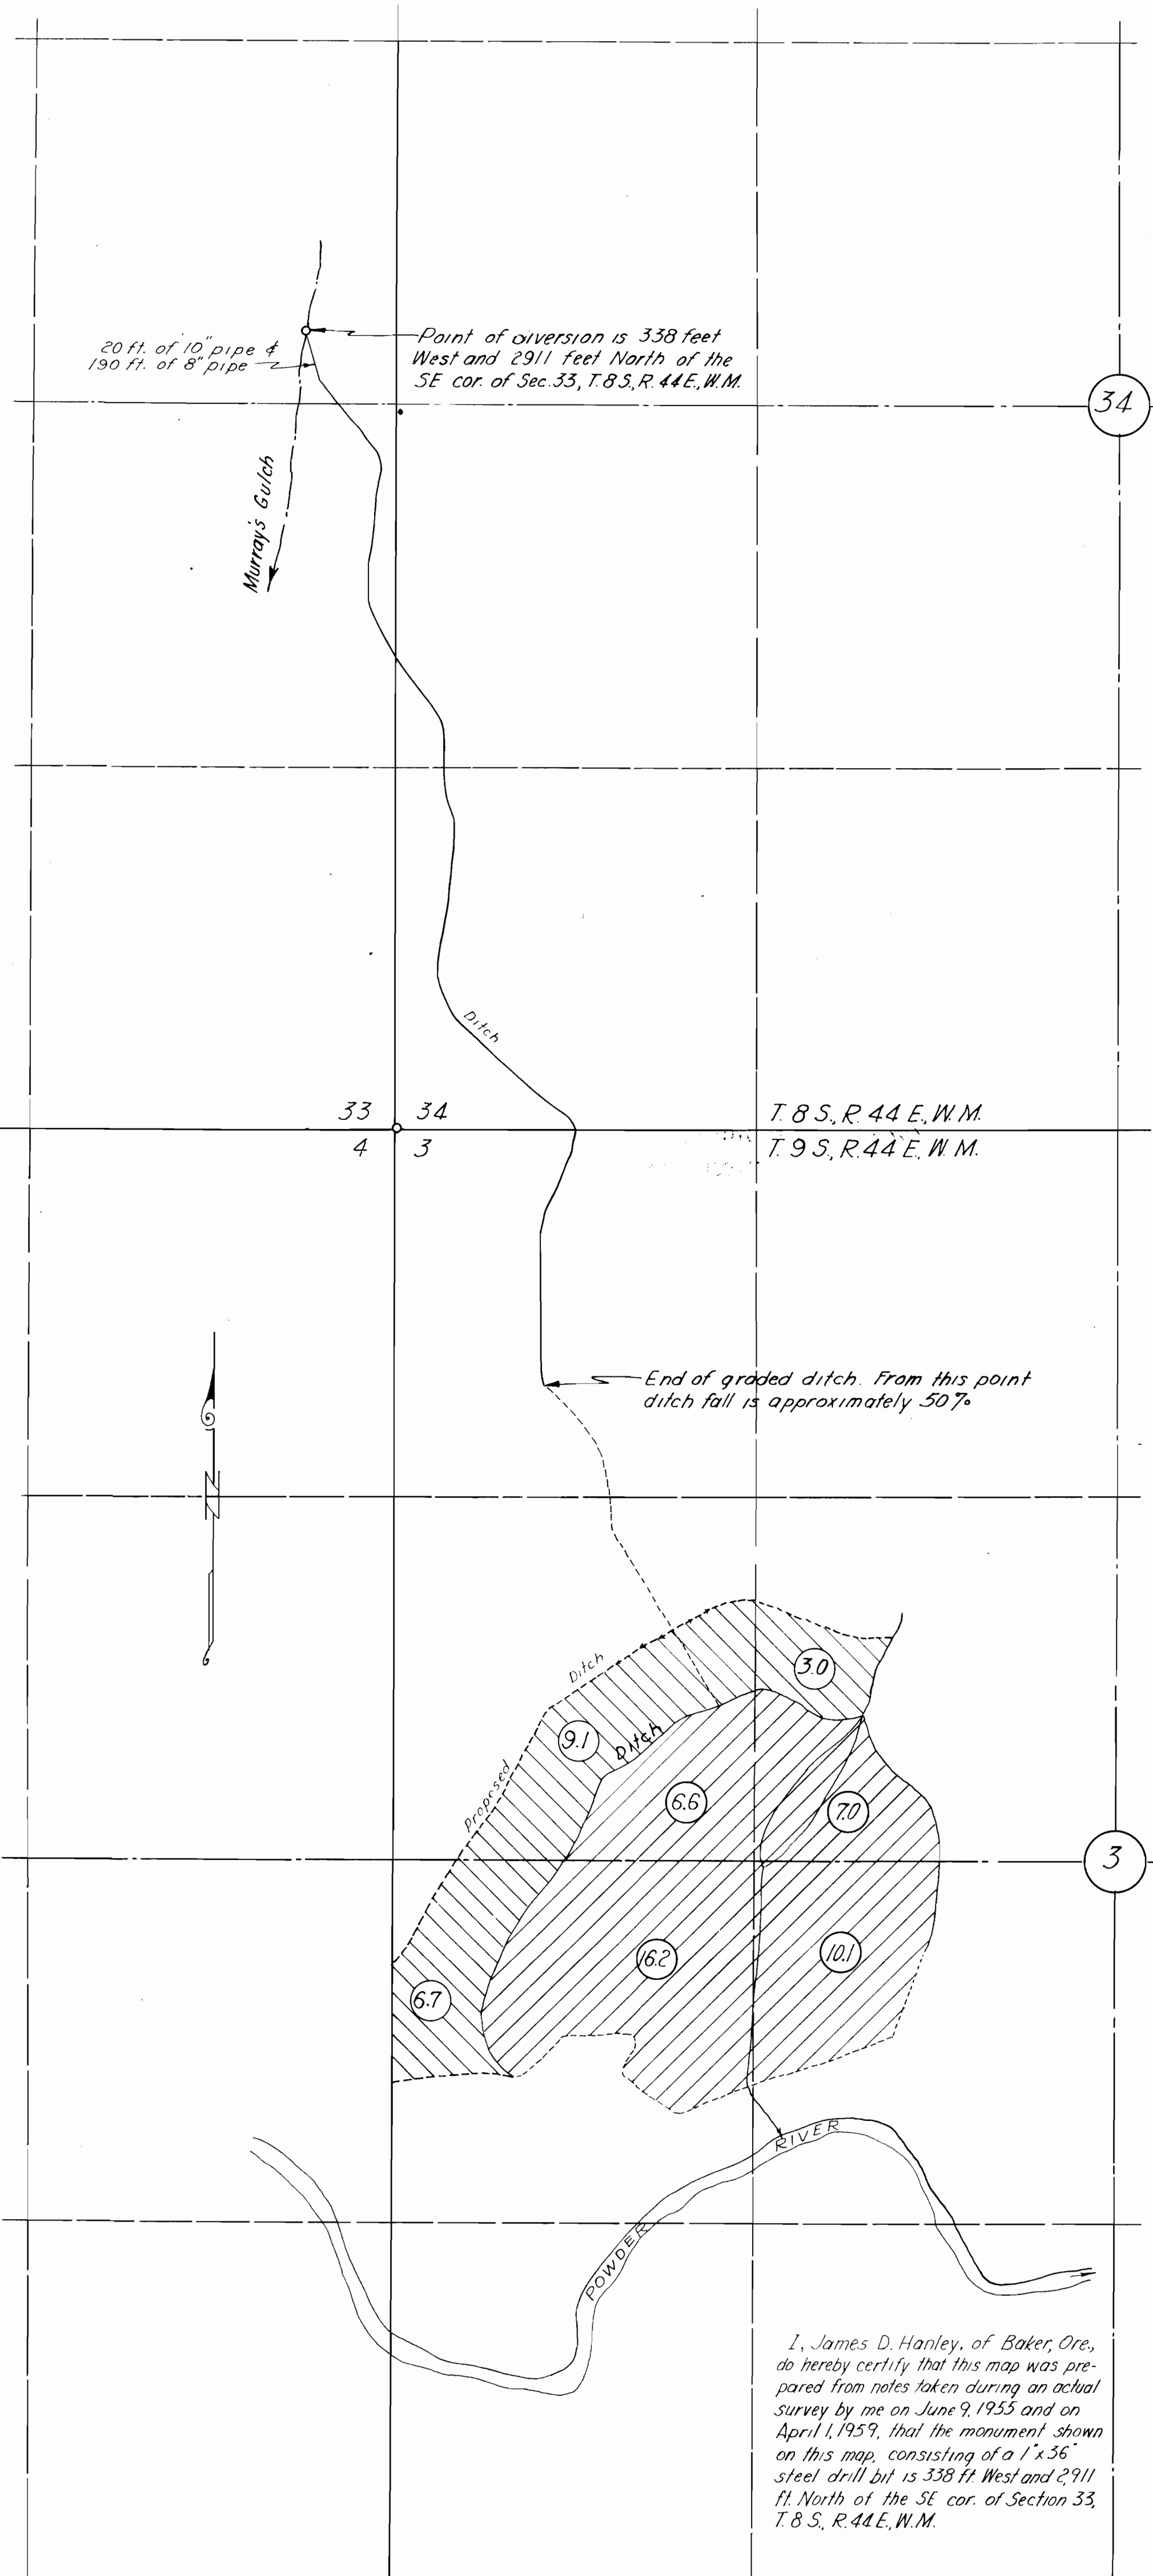 20 ft. of 10" pipe &
190 ft. of 8" pipe
Point of diversion is 338 feet
West and 2911 feet North of the
SE cor. of Sec. 33, T. 8 S., R. 44 E., W.M.
34
Murray's Gulch
Ditch
33 34
4 3
T. 8 S., R. 44 E., W.M.
T. 9 S., R. 44 E., W.M.
End of graded ditch. From this point
ditch fall is approximately 50%
N
3.0
Ditch
9.1
Ditch
Proposed
6.6
7.0
3
16.2
10.1
6.7
POWDER RIVER
I, James D. Hanley, of Baker, Ore.,
do hereby certify that this map was pre-
pared from notes taken during an actual
survey by me on June 9, 1955 and on
April 1, 1959, that the monument shown
on this map, consisting of a 1" x 36"
steel drill bit is 338 ft. West and 2,911
ft. North of the SE cor. of Section 33,
T. 8 S., R. 44 E., W.M.